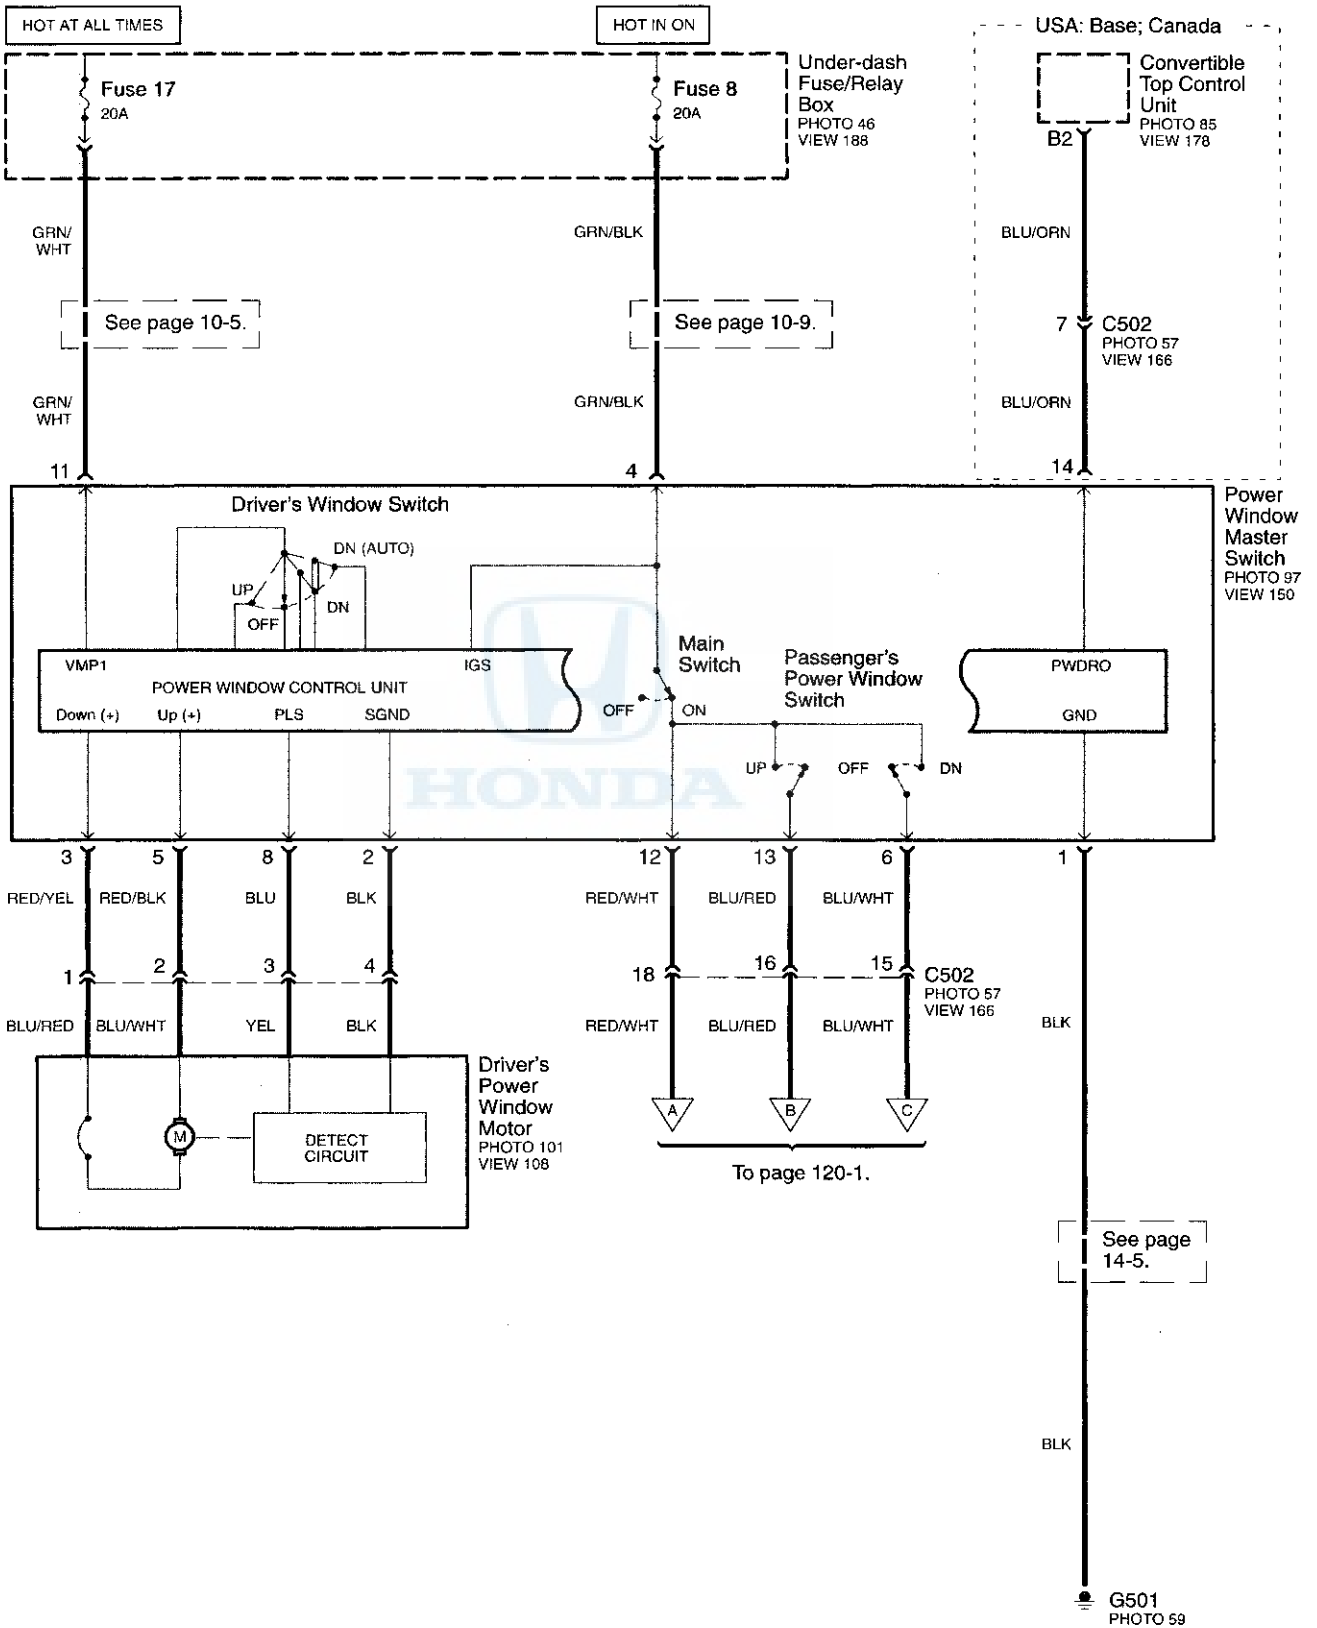 HOT AT ALL TIMES
HOT IN ON
USA: Base; Canada
Fuse 17
20A
Fuse 8
20A
Under-dash
Fuse/Relay
Box
PHOTO 46
VIEW 188
Convertible
Top Control
Unit
PHOTO 85
VIEW 178
B2
GRN/
WHT
GRN/BLK
BLU/ORN
See page 10-5.
See page 10-9.
7
C502
PHOTO 57
VIEW 166
GRN/
WHT
GRN/BLK
BLU/ORN
11
4
14
Driver's Window Switch
Power
Window
Master
Switch
PHOTO 97
VIEW 150
DN (AUTO)
UP
DN
OFF
Main
Switch
Passenger's
Power Window
Switch
VMP1
IGS
PWDRO
POWER WINDOW CONTROL UNIT
Down (+)
Up (+)
PLS
SGND
OFF
ON
GND
UP
OFF
DN
HONDA
3
5
8
2
12
13
6
1
RED/YEL
RED/BLK
BLU
BLK
RED/WHT
BLU/RED
BLU/WHT
1
2
3
4
18
16
15
C502
PHOTO 57
VIEW 166
BLU/RED
BLU/WHT
YEL
BLK
RED/WHT
BLU/RED
BLU/WHT
BLK
Driver's
Power
Window
Motor
PHOTO 101
VIEW 108
M
DETECT
CIRCUIT
A
B
C
To page 120-1.
See page
14-5.
BLK
G501
PHOTO 59